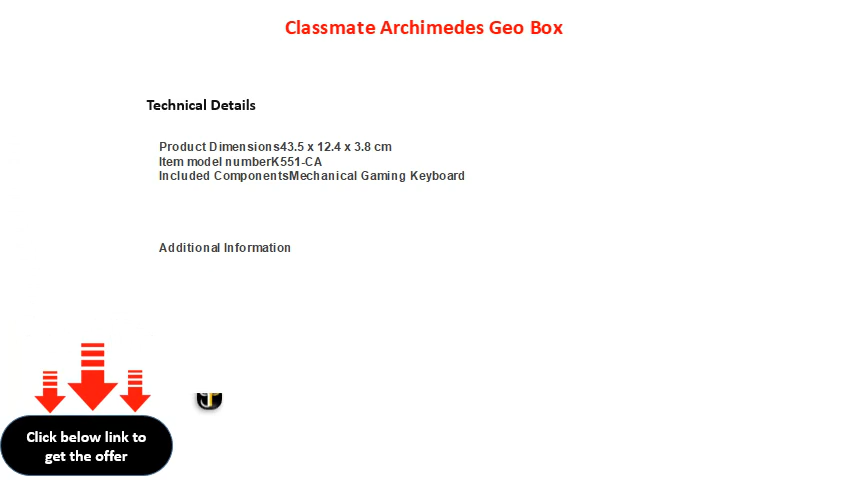 Classmate Archimedes Geo Box
Technical Details
Product Dimensions43.5 x 12.4 x 3.8 cm
Item model numberK551-CA
Included ComponentsMechanical Gaming Keyboard
Additional Information
Click below link to
get the offer